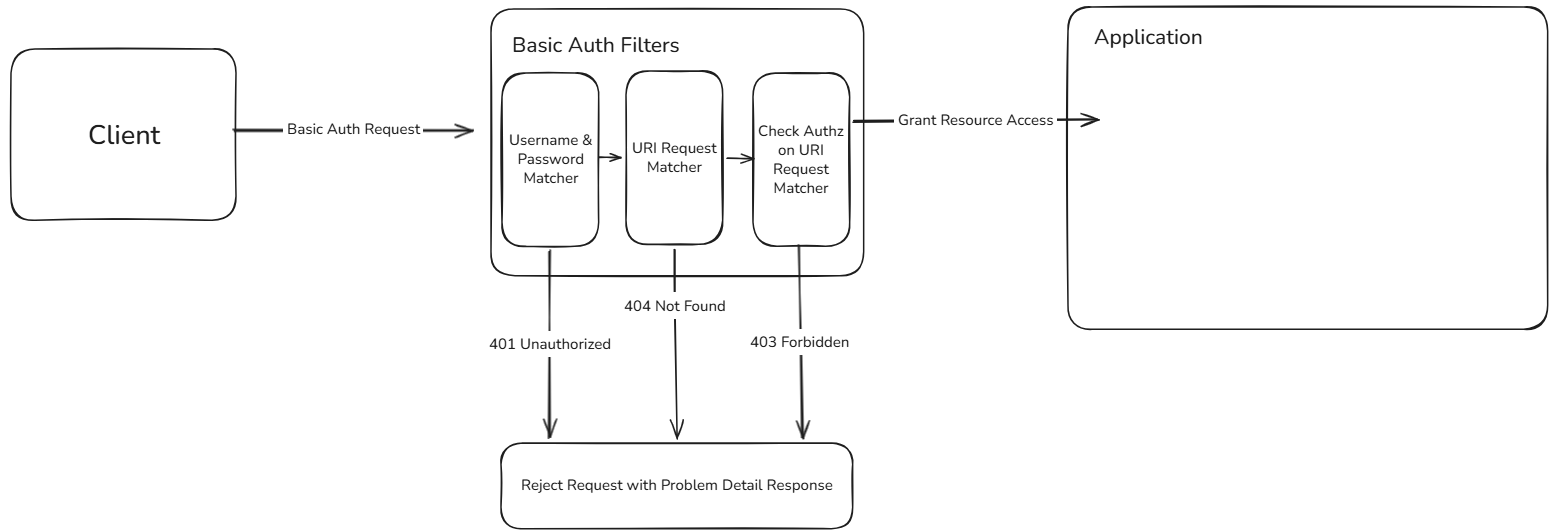 Client
Basic Auth Request
Basic Auth Filters
Username &
Password
Matcher
URI Request
Matcher
Check Authz
on URI
Request
Matcher
Grant Resource Access
Application
404 Not Found
401 Unauthorized
403 Forbidden
Reject Request with Problem Detail Response